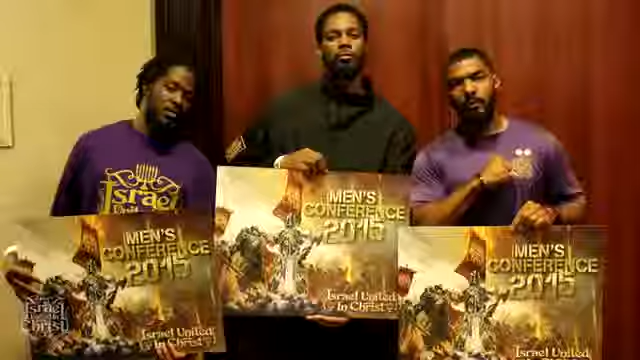 Israel
MEN'S
CONFERENCE
2015
Israel United
In Christ
MEN'S
CONFERENCE
2015
Israel United
In Christ
MEN'S
CONFERENCE
2015
Israel United
In Christ
Israel
Christ